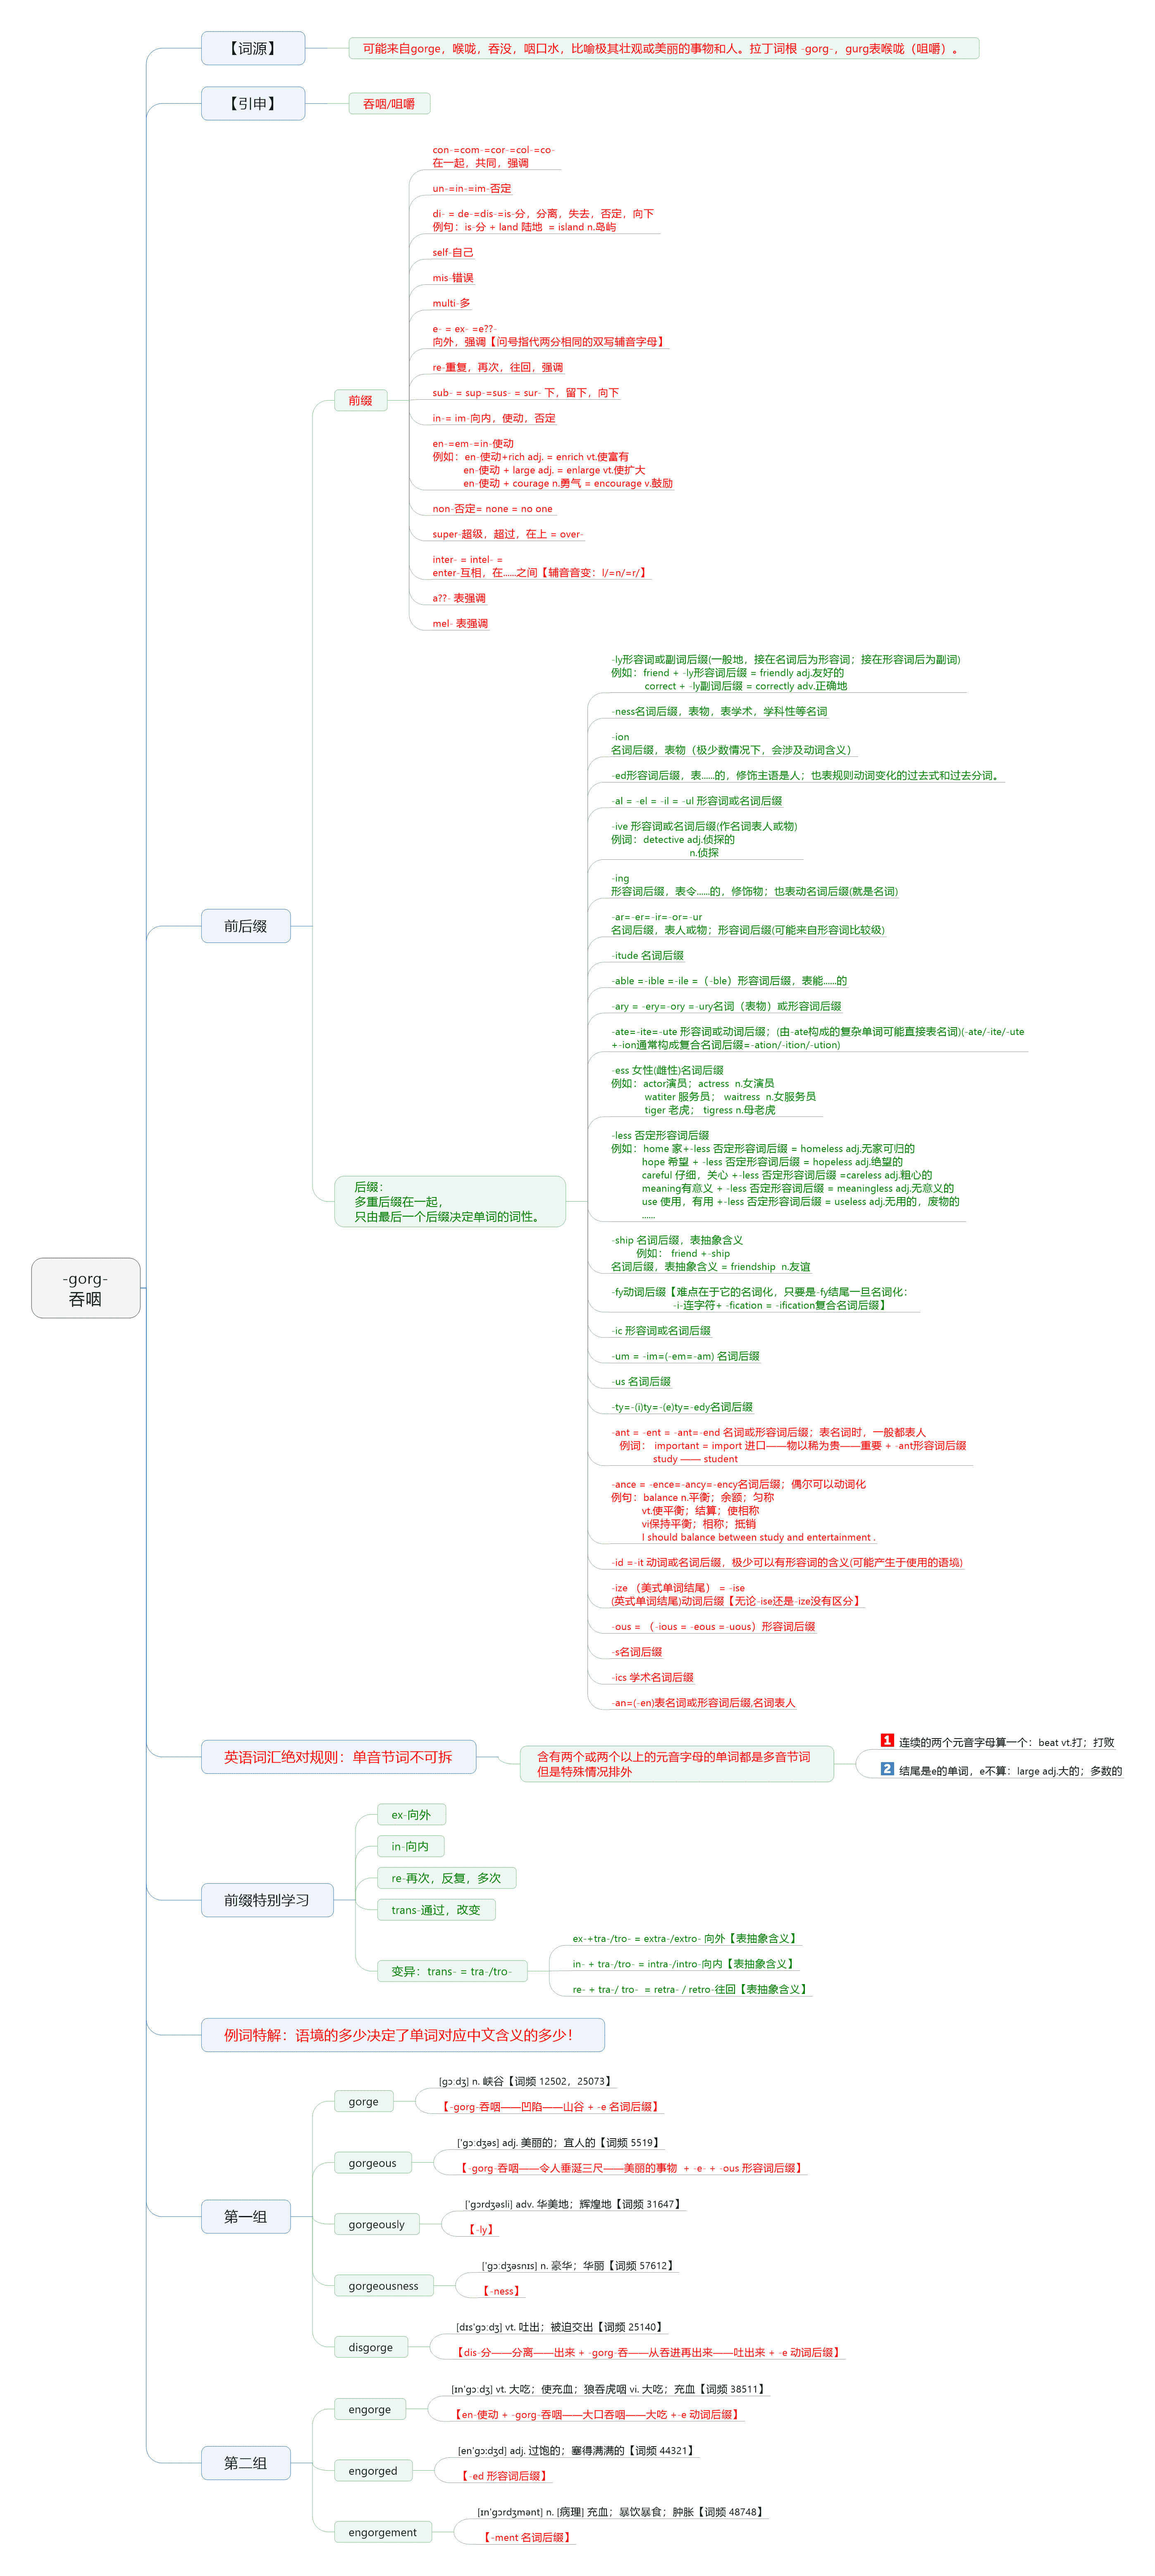 -gorg-
吞咽
【词源】
可能来自gorge，喉咙，吞没，咽口水，比喻极其壮观或美丽的事物和人。拉丁词根 -gorg-，gurg表喉咙（咀嚼）。
【引申】
吞咽/咀嚼
前后缀
前缀
con-=com-=cor-=col-=co-
在一起，共同，强调
un-=in-=im-否定
di- = de-=dis-=is-分，分离，失去，否定，向下
例句：is-分 + land 陆地  = island n.岛屿
self-自己
mis-错误
multi-多
e- = ex- =e??-
向外，强调【问号指代两分相同的双写辅音字母】
re-重复，再次，往回，强调
sub- = sup-=sus- = sur- 下，留下，向下
in-= im-向内，使动，否定
en-=em-=in-使动
例如：en-使动+rich adj. = enrich vt.使富有
en-使动 + large adj. = enlarge vt.使扩大
en-使动 + courage n.勇气 = encourage v.鼓励
non-否定= none = no one
super-超级，超过，在上 = over-
inter- = intel- =
enter-互相，在......之间【辅音音变：l/=n/=r/】
a??- 表强调
mel- 表强调
后缀：
多重后缀在一起，
只由最后一个后缀决定单词的词性。
-ly形容词或副词后缀(一般地，接在名词后为形容词；接在形容词后为副词)
例如：friend + -ly形容词后缀 = friendly adj.友好的
correct + -ly副词后缀 = correctly adv.正确地
-ness名词后缀，表物，表学术，学科性等名词
-ion
名词后缀，表物（极少数情况下，会涉及动词含义）
-ed形容词后缀，表......的，修饰主语是人；也表规则动词变化的过去式和过去分词。
-al = -el = -il = -ul 形容词或名词后缀
-ive 形容词或名词后缀(作名词表人或物)
例词：detective adj.侦探的
n.侦探
-ing
形容词后缀，表令......的，修饰物；也表动名词后缀(就是名词)
-ar=-er=-ir=-or=-ur
名词后缀，表人或物；形容词后缀(可能来自形容词比较级)
-itude 名词后缀
-able =-ible =-ile =（-ble）形容词后缀，表能......的
-ary = -ery=-ory =-ury名词（表物）或形容词后缀
-ate=-ite=-ute 形容词或动词后缀；(由-ate构成的复杂单词可能直接表名词)(-ate/-ite/-ute
+-ion通常构成复合名词后缀=-ation/-ition/-ution)
-ess 女性(雌性)名词后缀
例如：actor演员；actress  n.女演员
watiter 服务员； waitress  n.女服务员
tiger 老虎； tigress n.母老虎
-less 否定形容词后缀
例如：home 家+-less 否定形容词后缀 = homeless adj.无家可归的
hope 希望 + -less 否定形容词后缀 = hopeless adj.绝望的
careful 仔细，关心 +-less 否定形容词后缀 =careless adj.粗心的
meaning有意义 + -less 否定形容词后缀 = meaningless adj.无意义的
use 使用，有用 +-less 否定形容词后缀 = useless adj.无用的，废物的
......
-ship 名词后缀，表抽象含义
例如： friend +-ship
名词后缀，表抽象含义 = friendship  n.友谊
-fy动词后缀【难点在于它的名词化，只要是-fy结尾一旦名词化：
-i-连字符+ -fication = -ification复合名词后缀】
-ic 形容词或名词后缀
-um = -im=(-em=-am) 名词后缀
-us 名词后缀
-ty=-(i)ty=-(e)ty=-edy名词后缀
-ant = -ent = -ant=-end 名词或形容词后缀；表名词时，一般都表人
例词： important = import 进口——物以稀为贵——重要 + -ant形容词后缀
study —— student
-ance = -ence=-ancy=-ency名词后缀；偶尔可以动词化
例句：balance n.平衡；余额；匀称
vt.使平衡；结算；使相称
vi保持平衡；相称；抵销
I should balance between study and entertainment .
-id =-it 动词或名词后缀，极少可以有形容词的含义(可能产生于使用的语境)
-ize （美式单词结尾） = -ise
(英式单词结尾)动词后缀【无论-ise还是-ize没有区分】
-ous = （-ious = -eous =-uous）形容词后缀
-s名词后缀
-ics 学术名词后缀
-an=(-en)表名词或形容词后缀,名词表人
英语词汇绝对规则：单音节词不可拆
含有两个或两个以上的元音字母的单词都是多音节词
但是特殊情况排外
1 连续的两个元音字母算一个：beat vt.打；打败
2 结尾是e的单词，e不算：large adj.大的；多数的
前缀特别学习
ex-向外
in-向内
re-再次，反复，多次
trans-通过，改变
变异：trans- = tra-/tro-
ex-+tra-/tro- = extra-/extro- 向外【表抽象含义】
in- + tra-/tro- = intra-/intro-向内【表抽象含义】
re- + tra-/ tro-  = retra- / retro-往回【表抽象含义】
例词特解：语境的多少决定了单词对应中文含义的多少！
第一组
gorge
[gɔːdʒ] n. 峡谷【词频 12502，25073】
【-gorg-吞咽——凹陷——山谷 + -e 名词后缀】
gorgeous
['gɔːdʒəs] adj. 美丽的；宜人的【词频 5519】
【-gorg-吞咽——令人垂涎三尺——美丽的事物  + -e- + -ous 形容词后缀】
gorgeously
['gɔrdʒəsli] adv. 华美地；辉煌地【词频 31647】
【-ly】
gorgeousness
['gɔːdʒəsnɪs] n. 豪华；华丽【词频 57612】
【-ness】
disgorge
[dɪs'gɔːdʒ] vt. 吐出；被迫交出【词频 25140】
【dis-分——分离——出来 + -gorg-吞——从吞进再出来——吐出来 + -e 动词后缀】
第二组
engorge
[ɪn'gɔːdʒ] vt. 大吃；使充血；狼吞虎咽 vi. 大吃；充血【词频 38511】
【en-使动 + -gorg-吞咽——大口吞咽——大吃 +-e 动词后缀】
engorged
[en'gɔ:dʒd] adj. 过饱的；塞得满满的【词频 44321】
【-ed 形容词后缀】
engorgement
[ɪn'gɔrdʒmənt] n. [病理] 充血；暴饮暴食；肿胀【词频 48748】
【-ment 名词后缀】